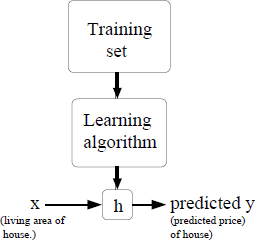 Training
set
Learning
algorithm
x
(living area of
house.)
h
predicted y
(predicted price)
of house)